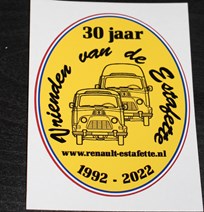 30 jaar
Vrienden van de Estafette
www.renault-estafette.nl
1992 - 2022